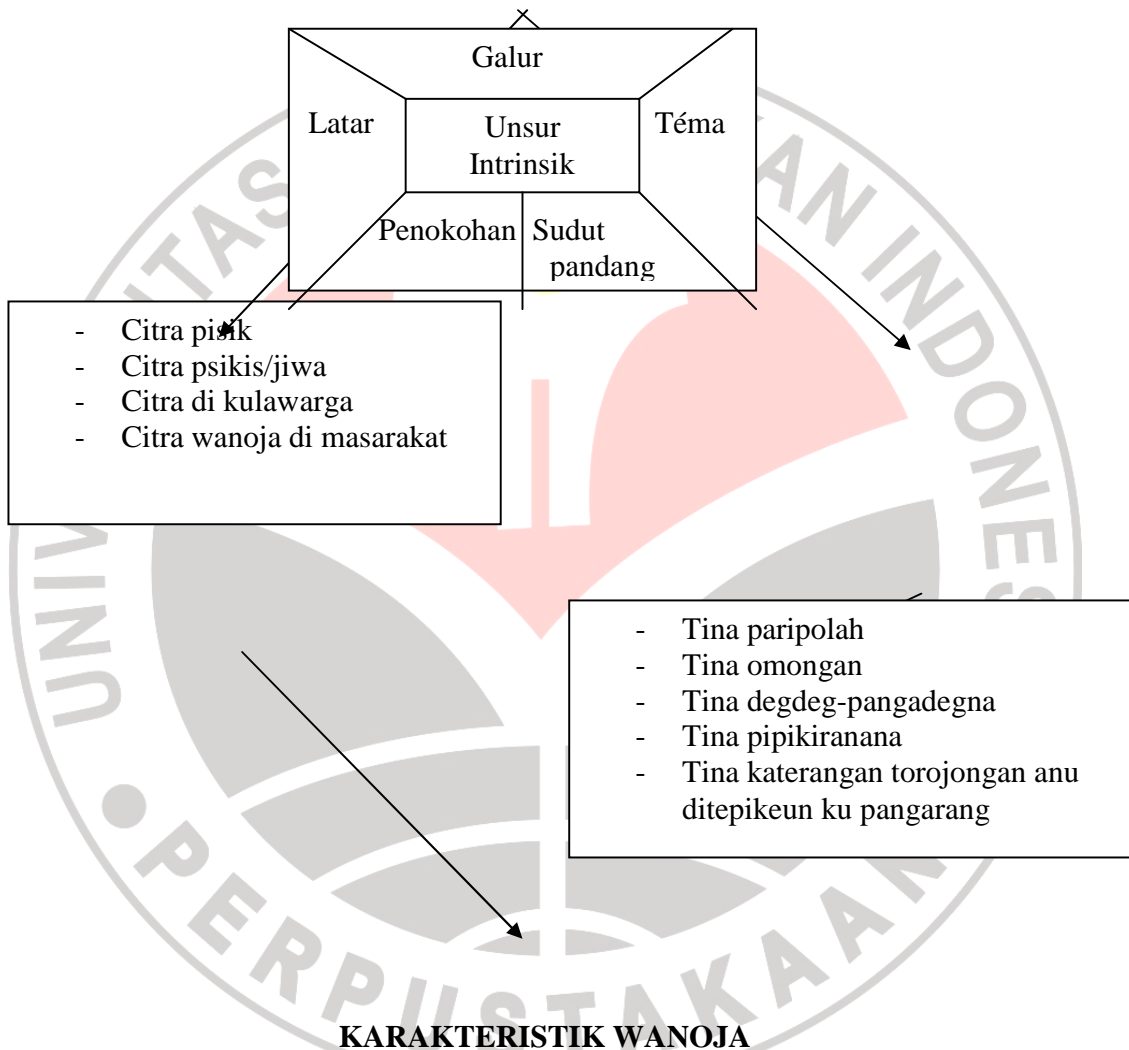 Galur
Latar
Unsur
Intrinsik
Téma
Penokohan
Sudut
pandang
- Citra pisik
- Citra psikis/jiwa
- Citra di kulawarga
- Citra wanoja di masarakat
- Tina paripolah
- Tina omongan
- Tina degdeg-pangadegna
- Tina pipikiranana
- Tina katerangan torojongan anu
ditepikeun ku pangarang
KARAKTERISTIK WANOJA
PERPUSTAKAAN